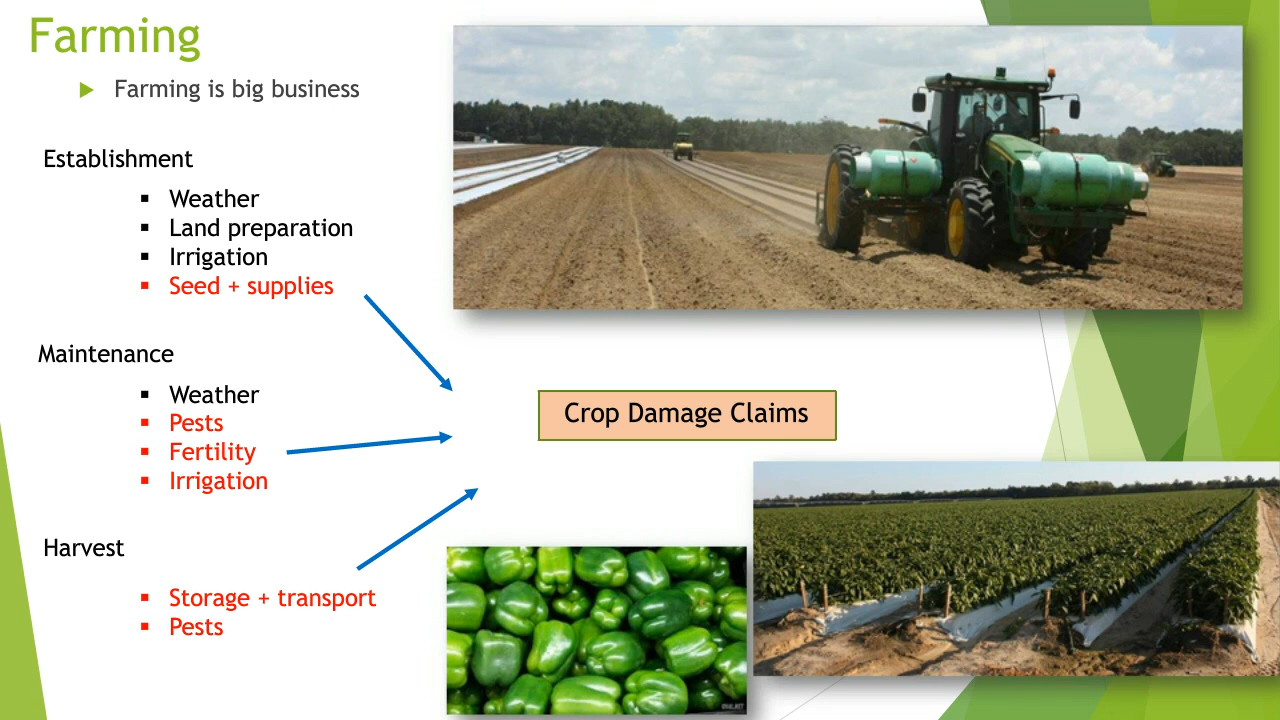 Farming
Farming is big business
Establishment
Weather
Land preparation
Irrigation
Seed + supplies
Maintenance
Weather
Pests
Fertility
Irrigation
Crop Damage Claims
Harvest
Storage + transport
Pests